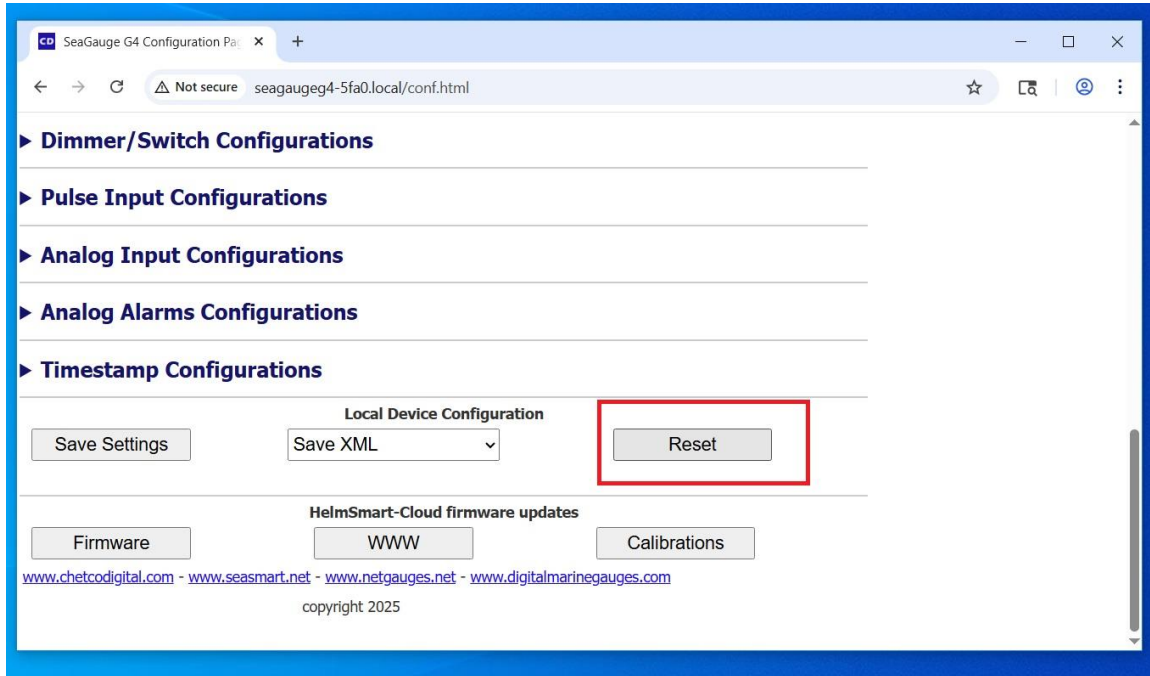 CD SeaGauge G4 Configuration Pa
Not secure seagaugeg4-5fa0.local/conf.html
Dimmer/Switch Configurations
Pulse Input Configurations
Analog Input Configurations
Analog Alarms Configurations
Timestamp Configurations
Local Device Configuration
Save Settings Save XML Reset
HelmSmart-Cloud firmware updates
Firmware WWW Calibrations
www.chetcodigital.com - www.seasmart.net - www.netgauges.net - www.digitalmarinegauges.com
copyright 2025